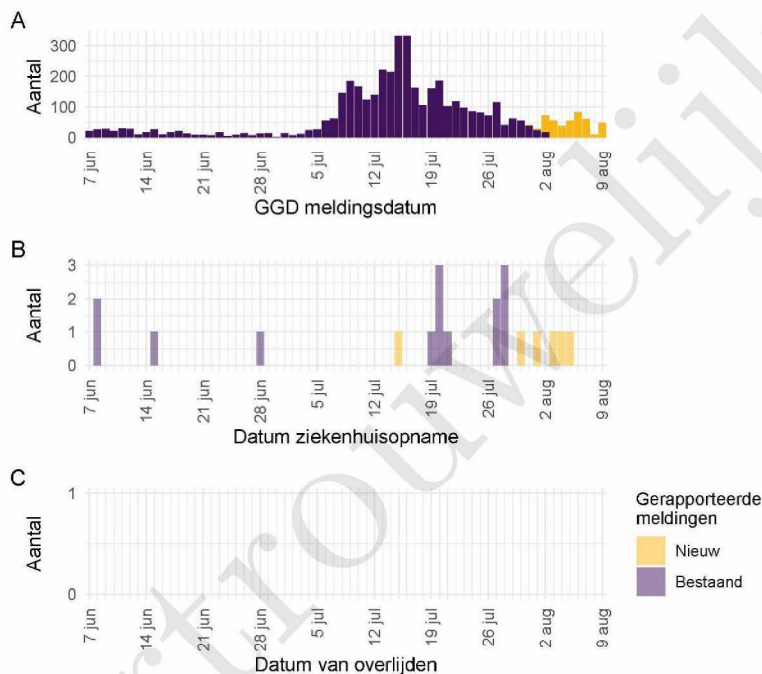 A
Aantal
300
200
100
0
7 jun
14 jun
21 jun
28 jun
5 jul
12 jul
19 jul
26 jul
2 aug
9 aug
GGD meldingsdatum
B
Aantal
3
2
1
0
7 jun
14 jun
21 jun
28 jun
5 jul
12 jul
19 jul
26 jul
2 aug
9 aug
Datum ziekenhuisopname
C
Aantal
1
0
7 jun
14 jun
21 jun
28 jun
5 jul
12 jul
19 jul
26 jul
2 aug
9 aug
Datum van overlijden
Gerapporteerde
meldingen
Nieuw
Bestaand
rtrouwelijk